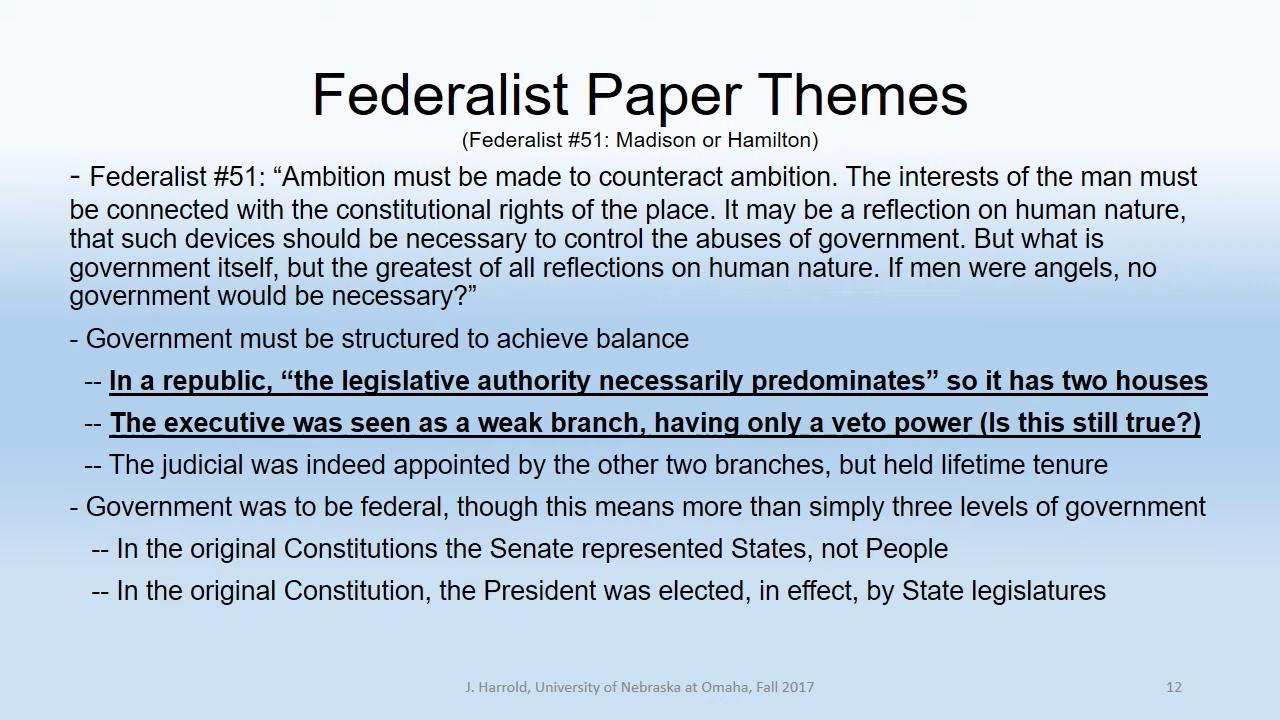 Federalist Paper Themes
(Federalist #51: Madison or Hamilton)
- Federalist #51: “Ambition must be made to counteract ambition. The interests of the man must
be connected with the constitutional rights of the place. It may be a reflection on human nature,
that such devices should be necessary to control the abuses of government. But what is
government itself, but the greatest of all reflections on human nature. If men were angels, no
government would be necessary?”
- Government must be structured to achieve balance
-- In a republic, “the legislative authority necessarily predominates” so it has two houses
-- The executive was seen as a weak branch, having only a veto power (Is this still true?)
-- The judicial was indeed appointed by the other two branches, but held lifetime tenure
- Government was to be federal, though this means more than simply three levels of government
-- In the original Constitutions the Senate represented States, not People
-- In the original Constitution, the President was elected, in effect, by State legislatures
J. Harrold, University of Nebraska at Omaha, Fall 2017
12